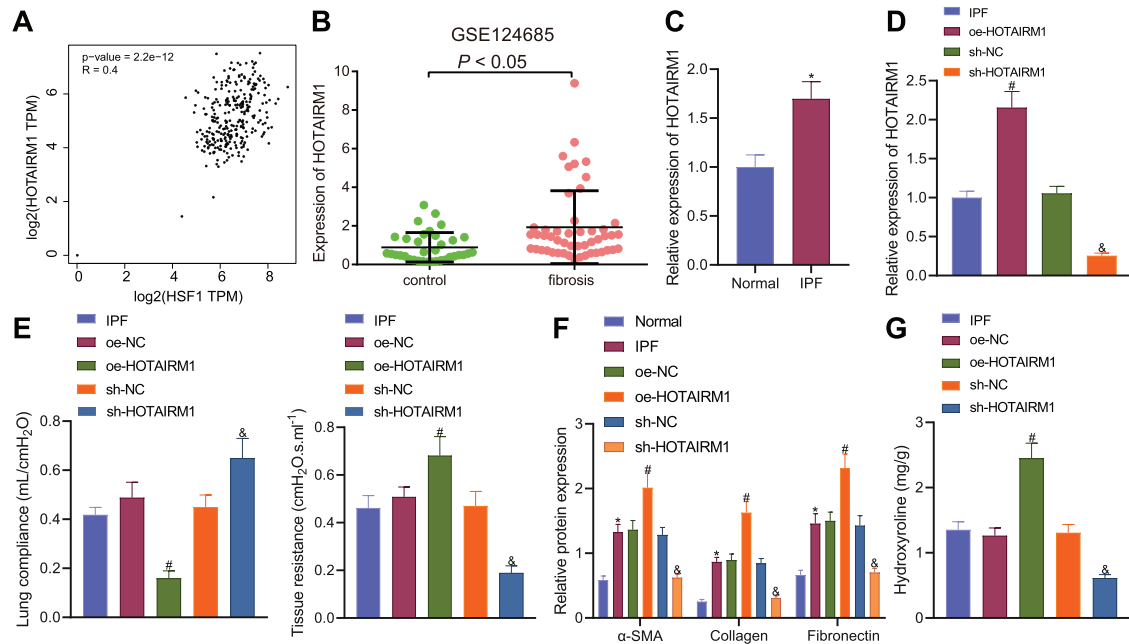 A
p-value = 2.2e-12
R = 0.4
log2(HOTAIRM1 TPM)
6
4
2
0
0
2
4
6
8
log2(HSF1 TPM)
B
GSE124685
P < 0.05
Expression of HOTAIRM1
10
8
6
4
2
0
control
fibrosis
C
Relative expression of HOTAIRM1
2.0
1.5
1.0
0.5
0.0
*
Normal
IPF
D
IPF
oe-HOTAIRM1
sh-NC
sh-HOTAIRM1
Relative expression of HOTAIRM1
2.5
2.0
1.5
1.0
0.5
0.0
#
&
E
IPF
oe-NC
oe-HOTAIRM1
sh-NC
sh-HOTAIRM1
Lung compliance (mL/cmH₂O)
0.8
0.6
0.4
0.2
0.0
#
&
IPF
oe-NC
oe-HOTAIRM1
sh-NC
sh-HOTAIRM1
Tissue resistance (cmH₂O.s.ml⁻¹)
0.8
0.6
0.4
0.2
0.0
#
&
F
Normal
IPF
oe-NC
oe-HOTAIRM1
sh-NC
sh-HOTAIRM1
Relative protein expression
3
2
1
0
*
#
&
*
#
&
*
#
&
α-SMA
Collagen
Fibronectin
G
IPF
oe-NC
oe-HOTAIRM1
sh-NC
sh-HOTAIRM1
Hydroxyroline (mg/g)
3
2
1
0
#
&